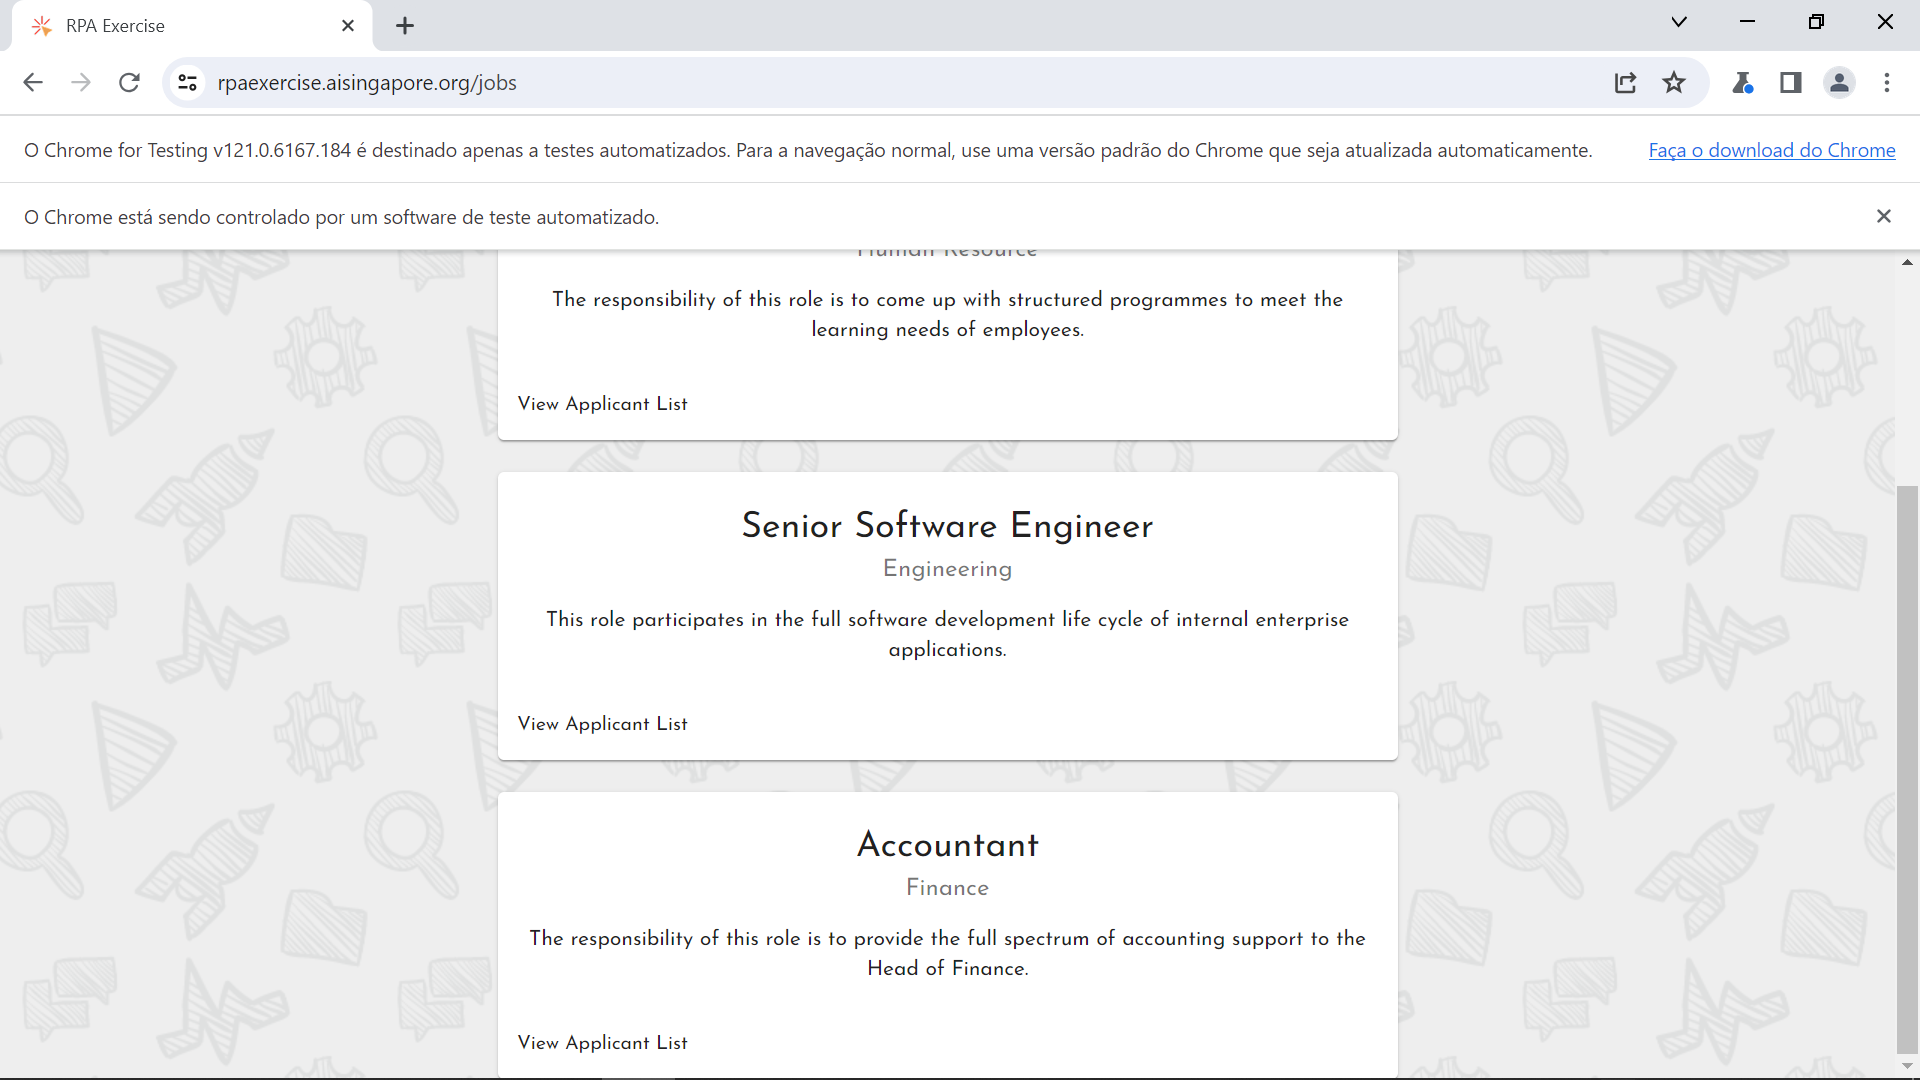 RPA Exercise
rpaexercise.aisingapore.org/jobs
O Chrome for Testing v121.0.6167.184 é destinado apenas a testes automatizados. Para a navegação normal, use uma versão padrão do Chrome que seja atualizada automaticamente.
Faça o download do Chrome
O Chrome está sendo controlado por um software de teste automatizado.
Human Resource
The responsibility of this role is to come up with structured programmes to meet the
learning needs of employees.
View Applicant List
Senior Software Engineer
Engineering
This role participates in the full software development life cycle of internal enterprise
applications.
View Applicant List
Accountant
Finance
The responsibility of this role is to provide the full spectrum of accounting support to the
Head of Finance.
View Applicant List